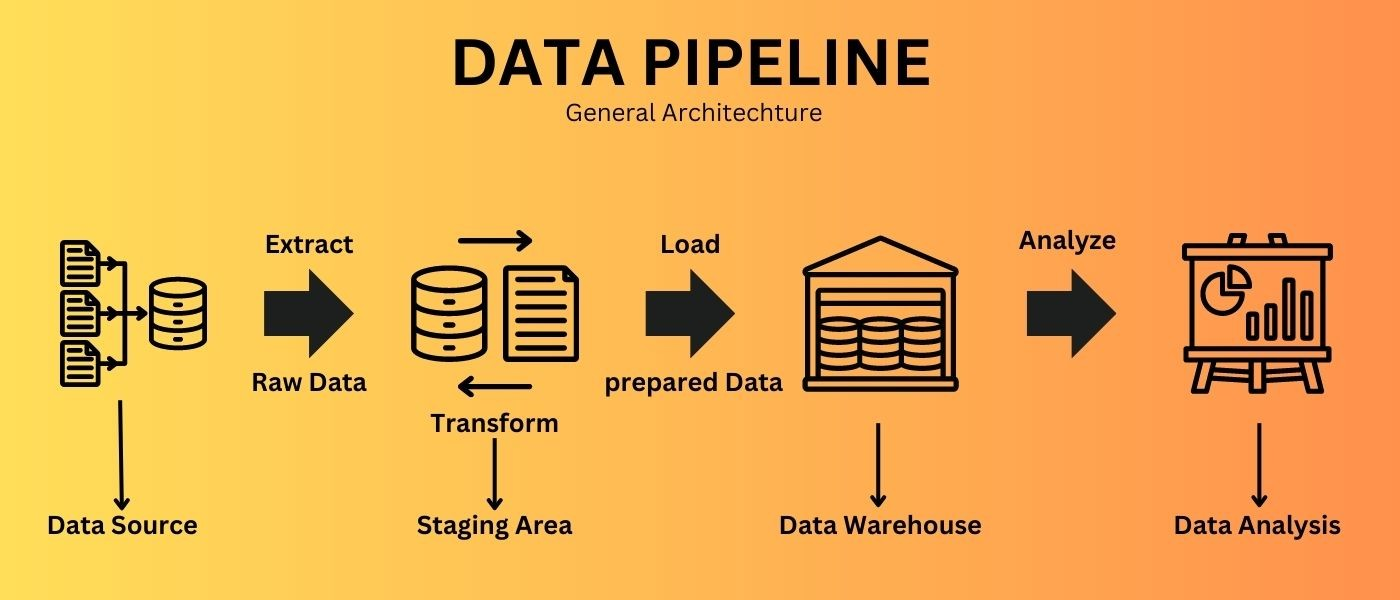 DATA PIPELINE
General Architechture
Extract
Raw Data
Transform
Load
prepared Data
Analyze
Data Source
Staging Area
Data Warehouse
Data Analysis